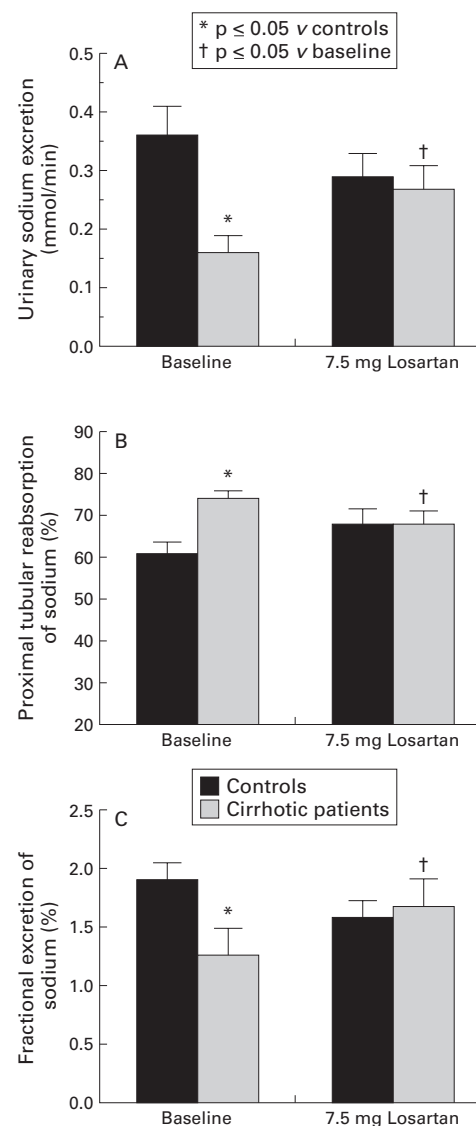 * p ≤ 0.05 v controls
† p ≤ 0.05 v baseline
A
Urinary sodium excretion
(mmol/min)
0.5
0.4
0.3
0.2
0.1
0.0
*
†
Baseline
7.5 mg Losartan
B
Proximal tubular reabsorption
of sodium (%)
90
80
70
60
50
40
30
20
*
†
Baseline
7.5 mg Losartan
Controls
Cirrhotic patients
C
Fractional excretion of
sodium (%)
2.5
2.0
1.5
1.0
0.5
0.0
*
†
Baseline
7.5 mg Losartan